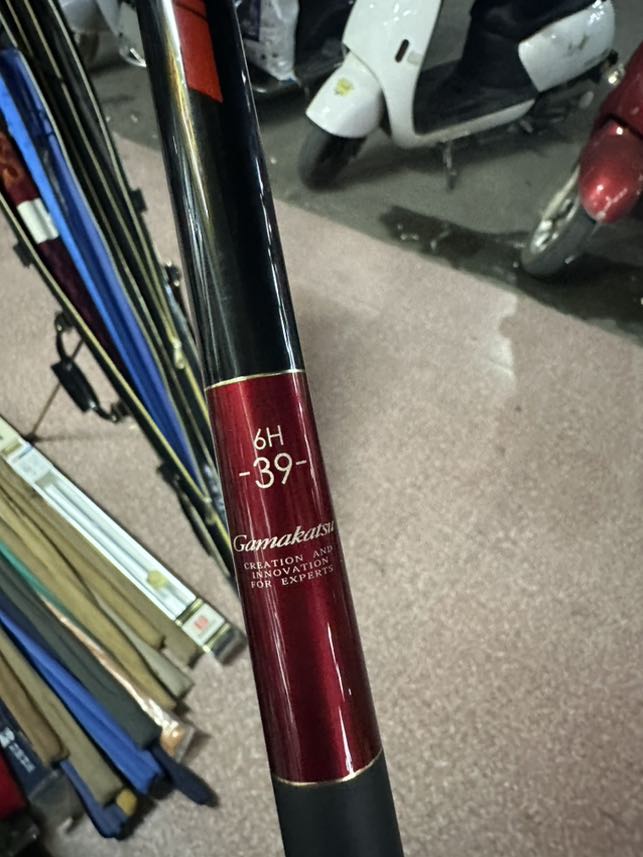 6H
-39-
Gamakatsu
CREATION AND
INNOVATION
FOR EXPERTS